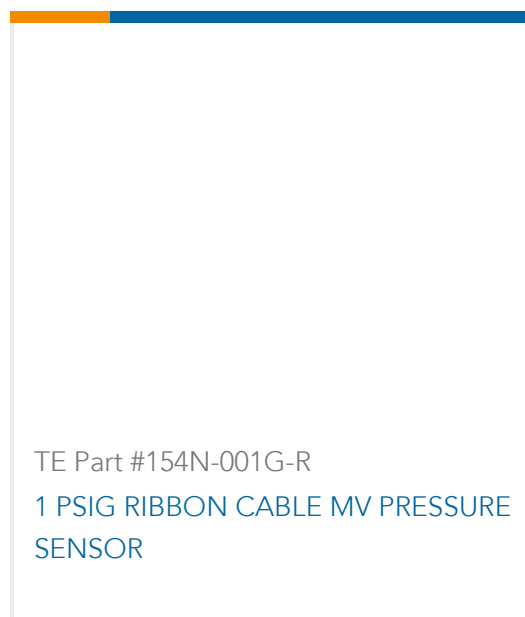 TE Part #154N-001G-R
1 PSIG RIBBON CABLE MV PRESSURE
SENSOR